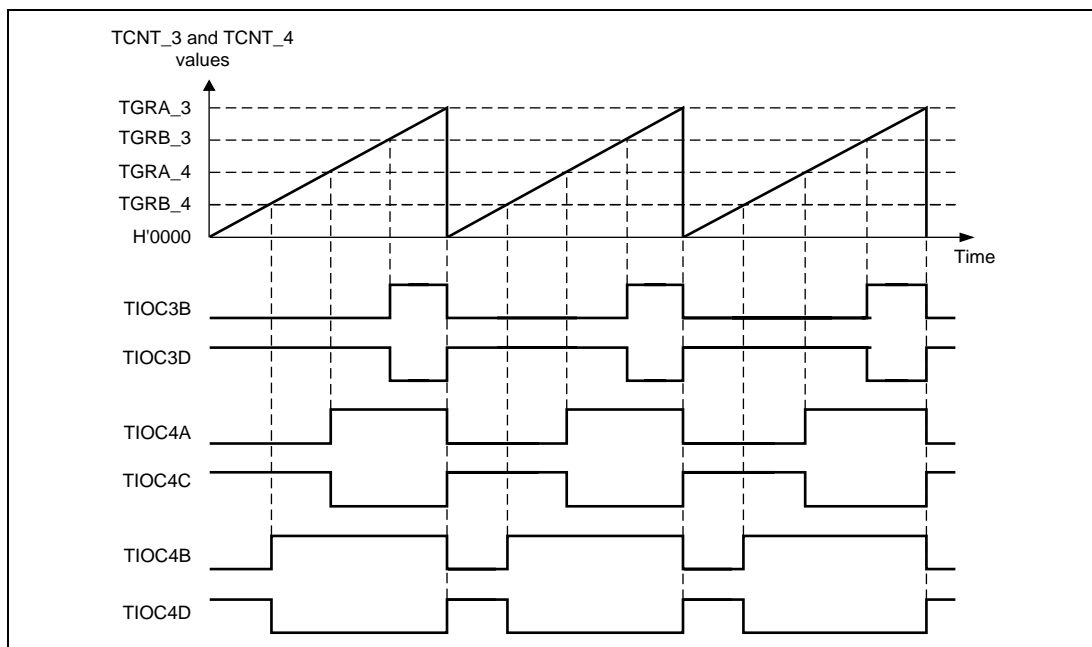 TCNT_3 and TCNT_4
values
TGRA_3
TGRB_3
TGRA_4
TGRB_4
H'0000
Time
TIOC3B
TIOC3D
TIOC4A
TIOC4C
TIOC4B
TIOC4D